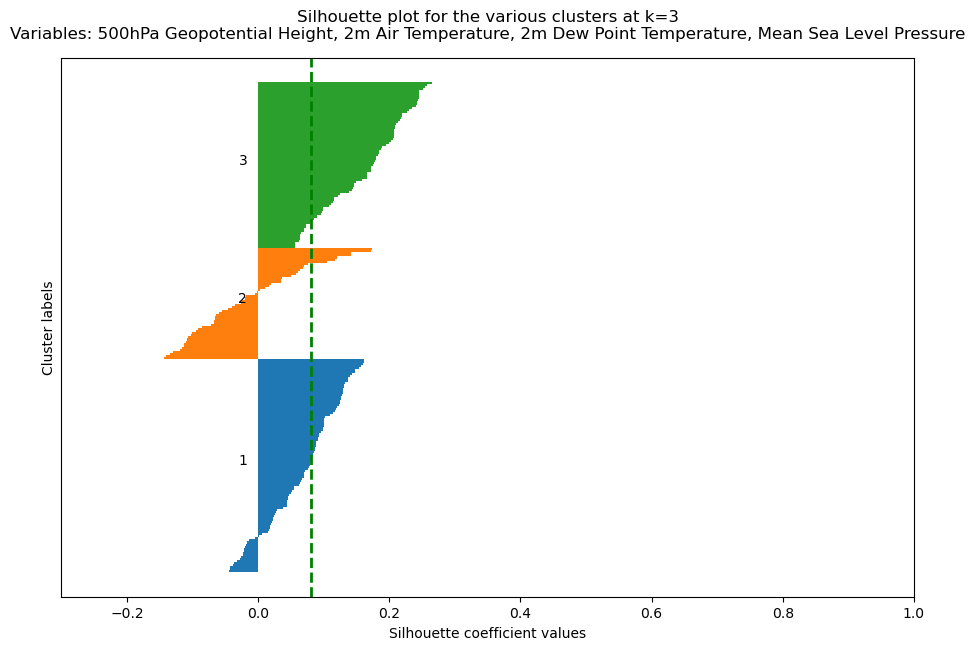 Silhouette plot for the various clusters at k=3
Variables: 500hPa Geopotential Height, 2m Air Temperature, 2m Dew Point Temperature, Mean Sea Level Pressure
3
2
1
Cluster labels
−0.2 0.0 0.2 0.4 0.6 0.8 1.0
Silhouette coefficient values